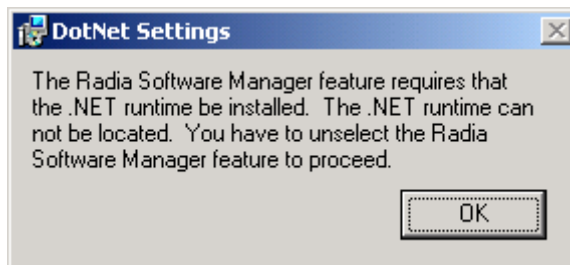 DotNet Settings
The Radia Software Manager feature requires that
the .NET runtime be installed. The .NET runtime can
not be located. You have to unselect the Radia
Software Manager feature to proceed.
OK